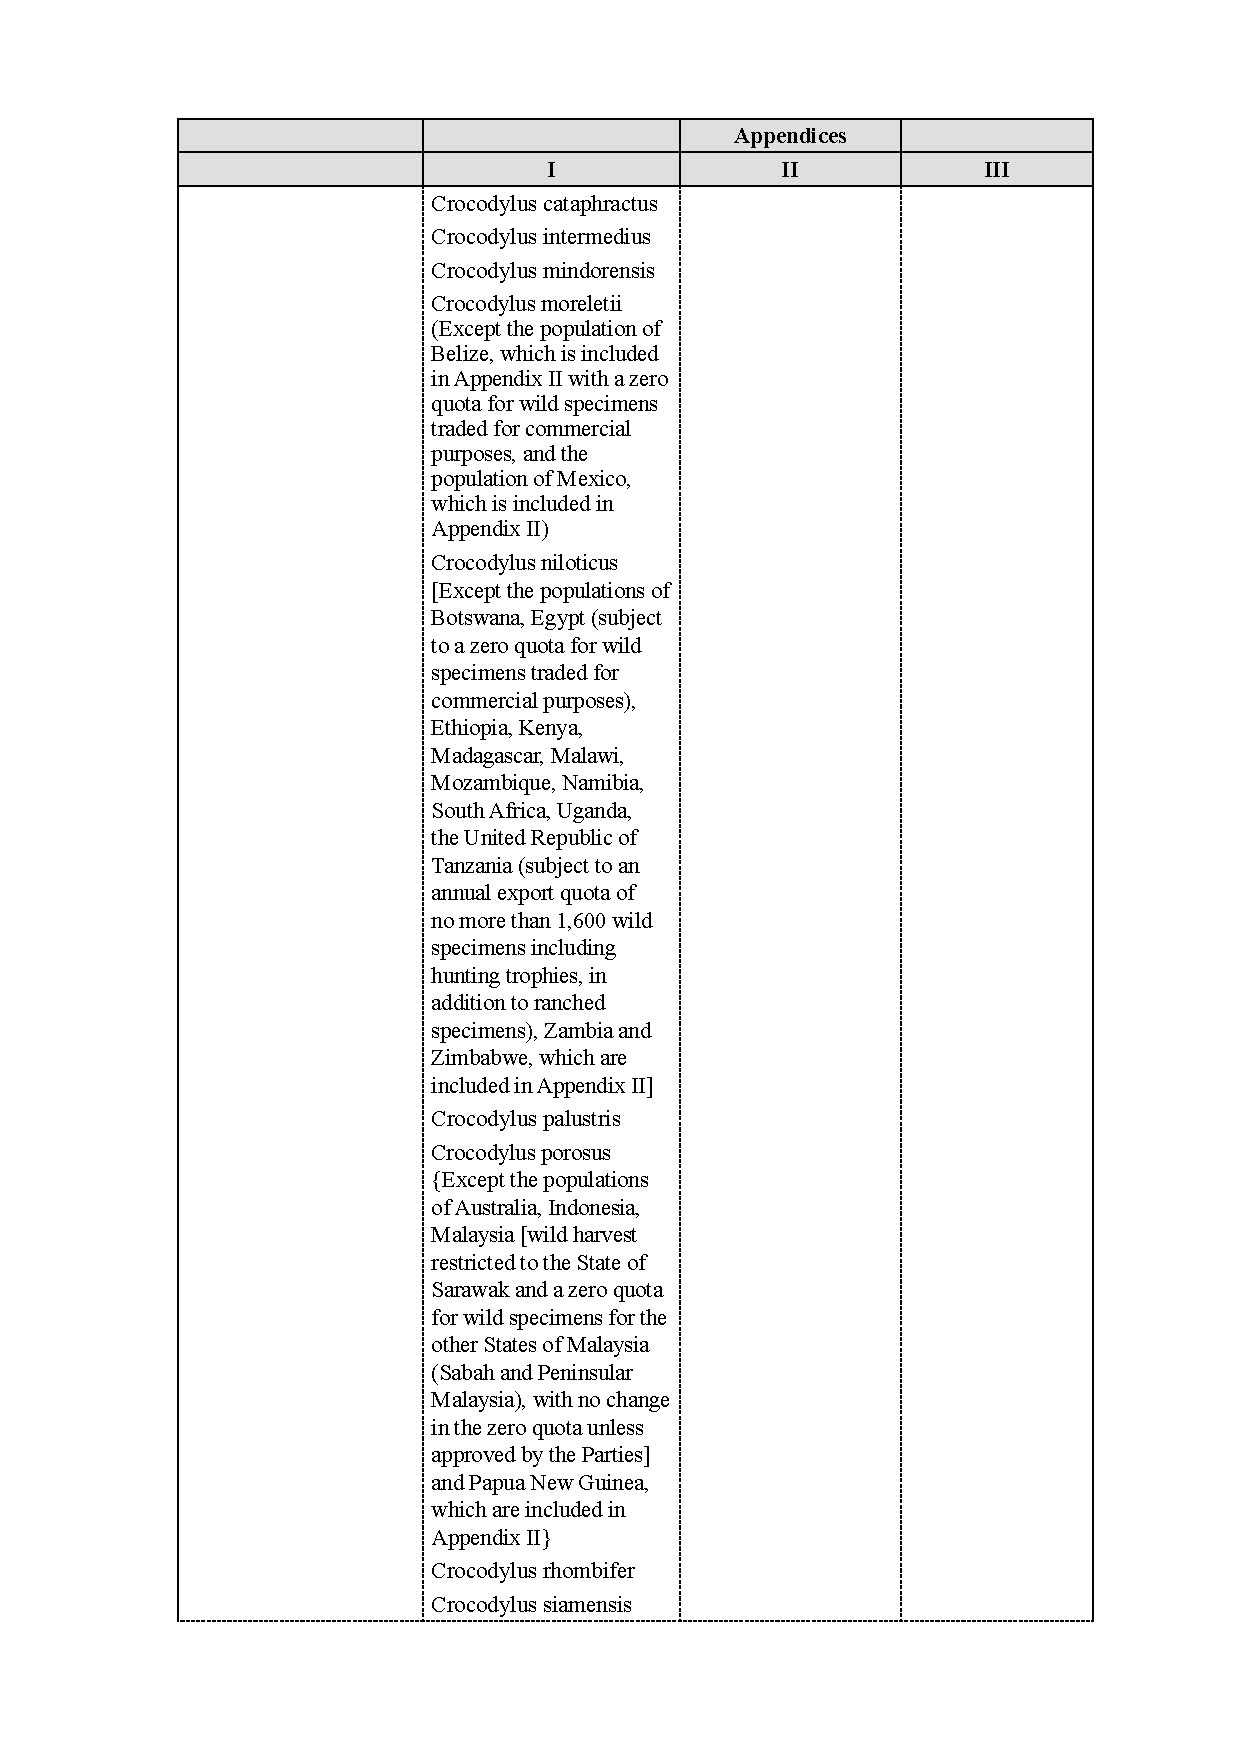 Appendices
I II III
Crocodylus cataphractus
Crocodylus intermedius
Crocodylus mindorensis
Crocodylus moreletii
(Except the population of
Belize, which is included
in Appendix II with a zero
quota for wild specimens
traded for commercial
purposes, and the
population of Mexico,
which is included in
Appendix II)
Crocodylus niloticus
[Except the populations of
Botswana, Egypt (subject
to a zero quota for wild
specimens traded for
commercial purposes),
Ethiopia, Kenya,
Madagascar, Malawi,
Mozambique, Namibia,
South Africa, Uganda,
the United Republic of
Tanzania (subject to an
annual export quota of
no more than 1,600 wild
specimens including
hunting trophies, in
addition to ranched
specimens), Zambia and
Zimbabwe, which are
included in Appendix II]
Crocodylus palustris
Crocodylus porosus
{Except the populations
of Australia, Indonesia,
Malaysia [wild harvest
restricted to the State of
Sarawak and a zero quota
for wild specimens for the
other States of Malaysia
(Sabah and Peninsular
Malaysia), with no change
in the zero quota unless
approved by the Parties]
and Papua New Guinea,
which are included in
Appendix II}
Crocodylus rhombifer
Crocodylus siamensis